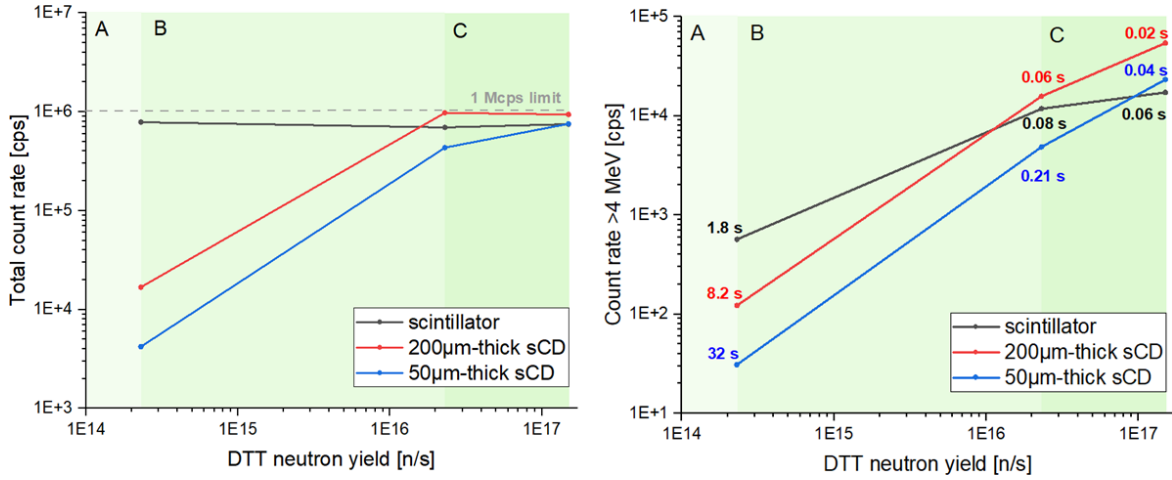 A
B
C
1 Mcps limit
1E+7
1E+6
1E+5
1E+4
1E+3
Total count rate [cps]
scintillator
200µm-thick sCD
50µm-thick sCD
1E14
1E15
1E16
1E17
DTT neutron yield [n/s]
A
B
C
0.02 s
0.06 s
0.04 s
0.08 s
0.06 s
0.21 s
1.8 s
8.2 s
32 s
1E+5
1E+4
1E+3
1E+2
1E+1
Count rate >4 MeV [cps]
scintillator
200µm-thick sCD
50µm-thick sCD
1E14
1E15
1E16
1E17
DTT neutron yield [n/s]